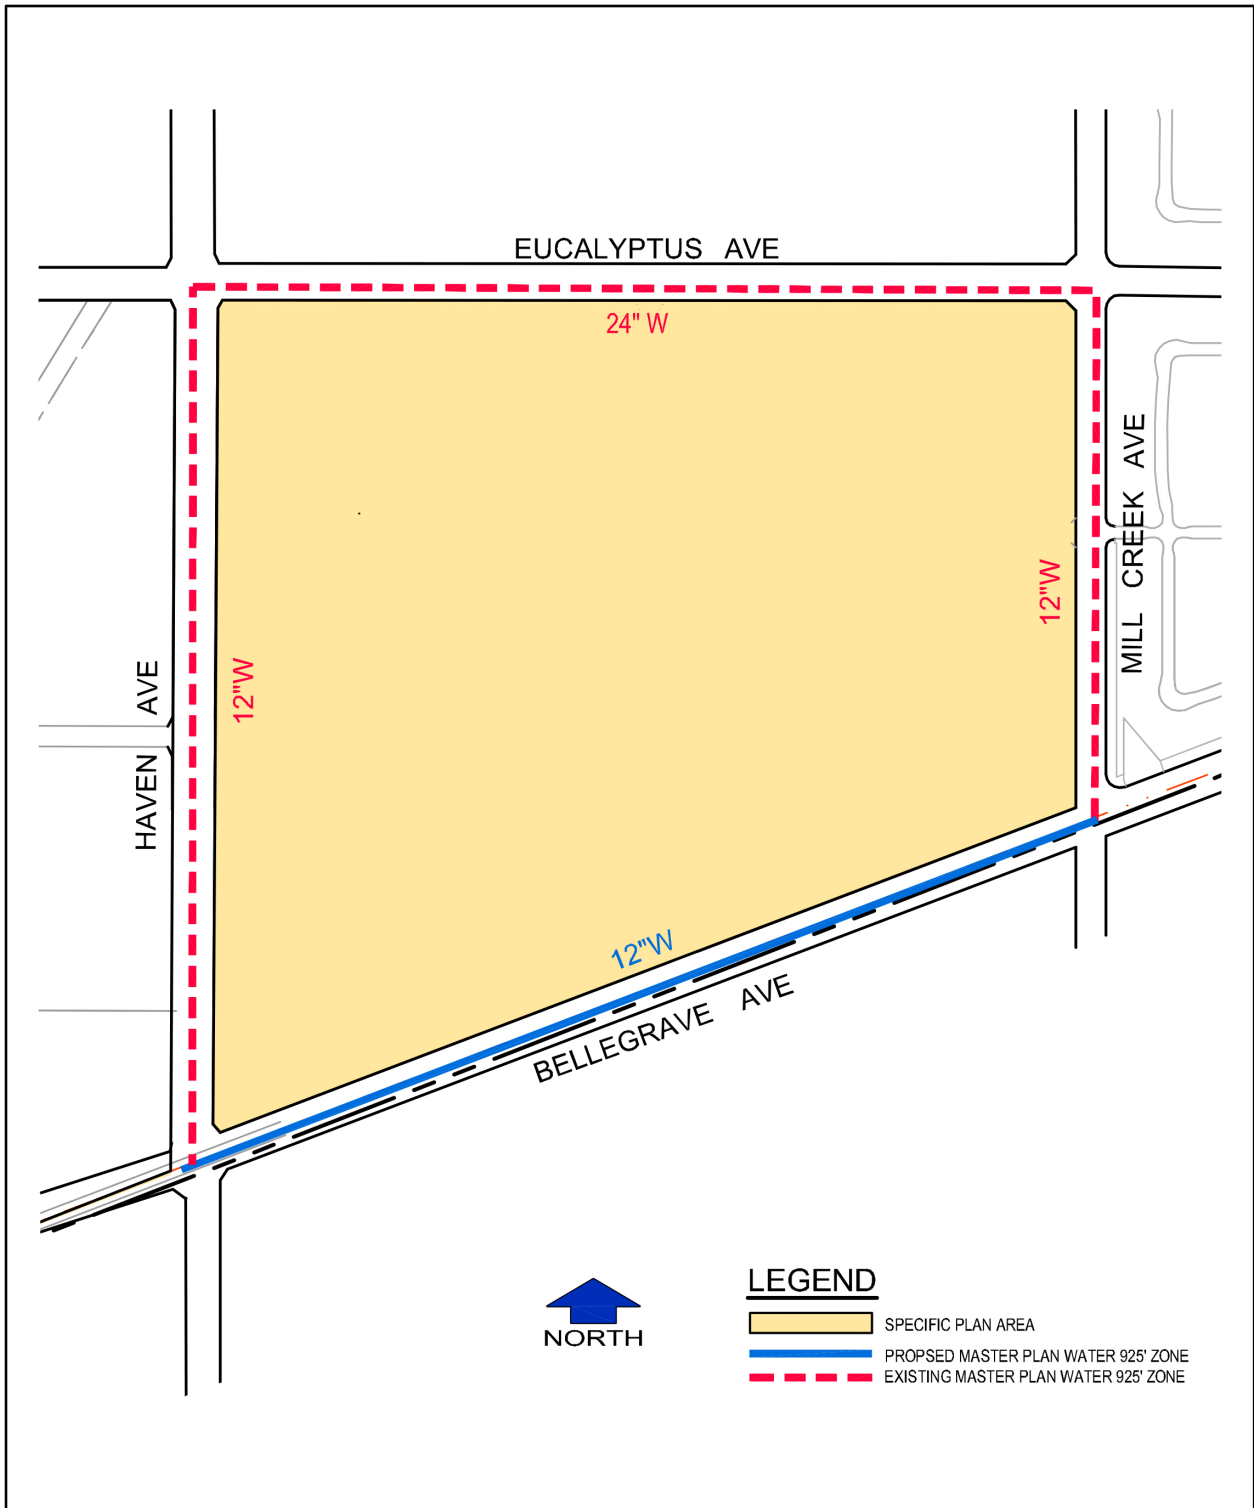 EUCALYPTUS AVE
24" W
MILL CREEK AVE
12"W
HAVEN AVE
12"W
12"W
BELLEGRAVE AVE
NORTH
LEGEND
SPECIFIC PLAN AREA
PROPSED MASTER PLAN WATER 925' ZONE
EXISTING MASTER PLAN WATER 925' ZONE